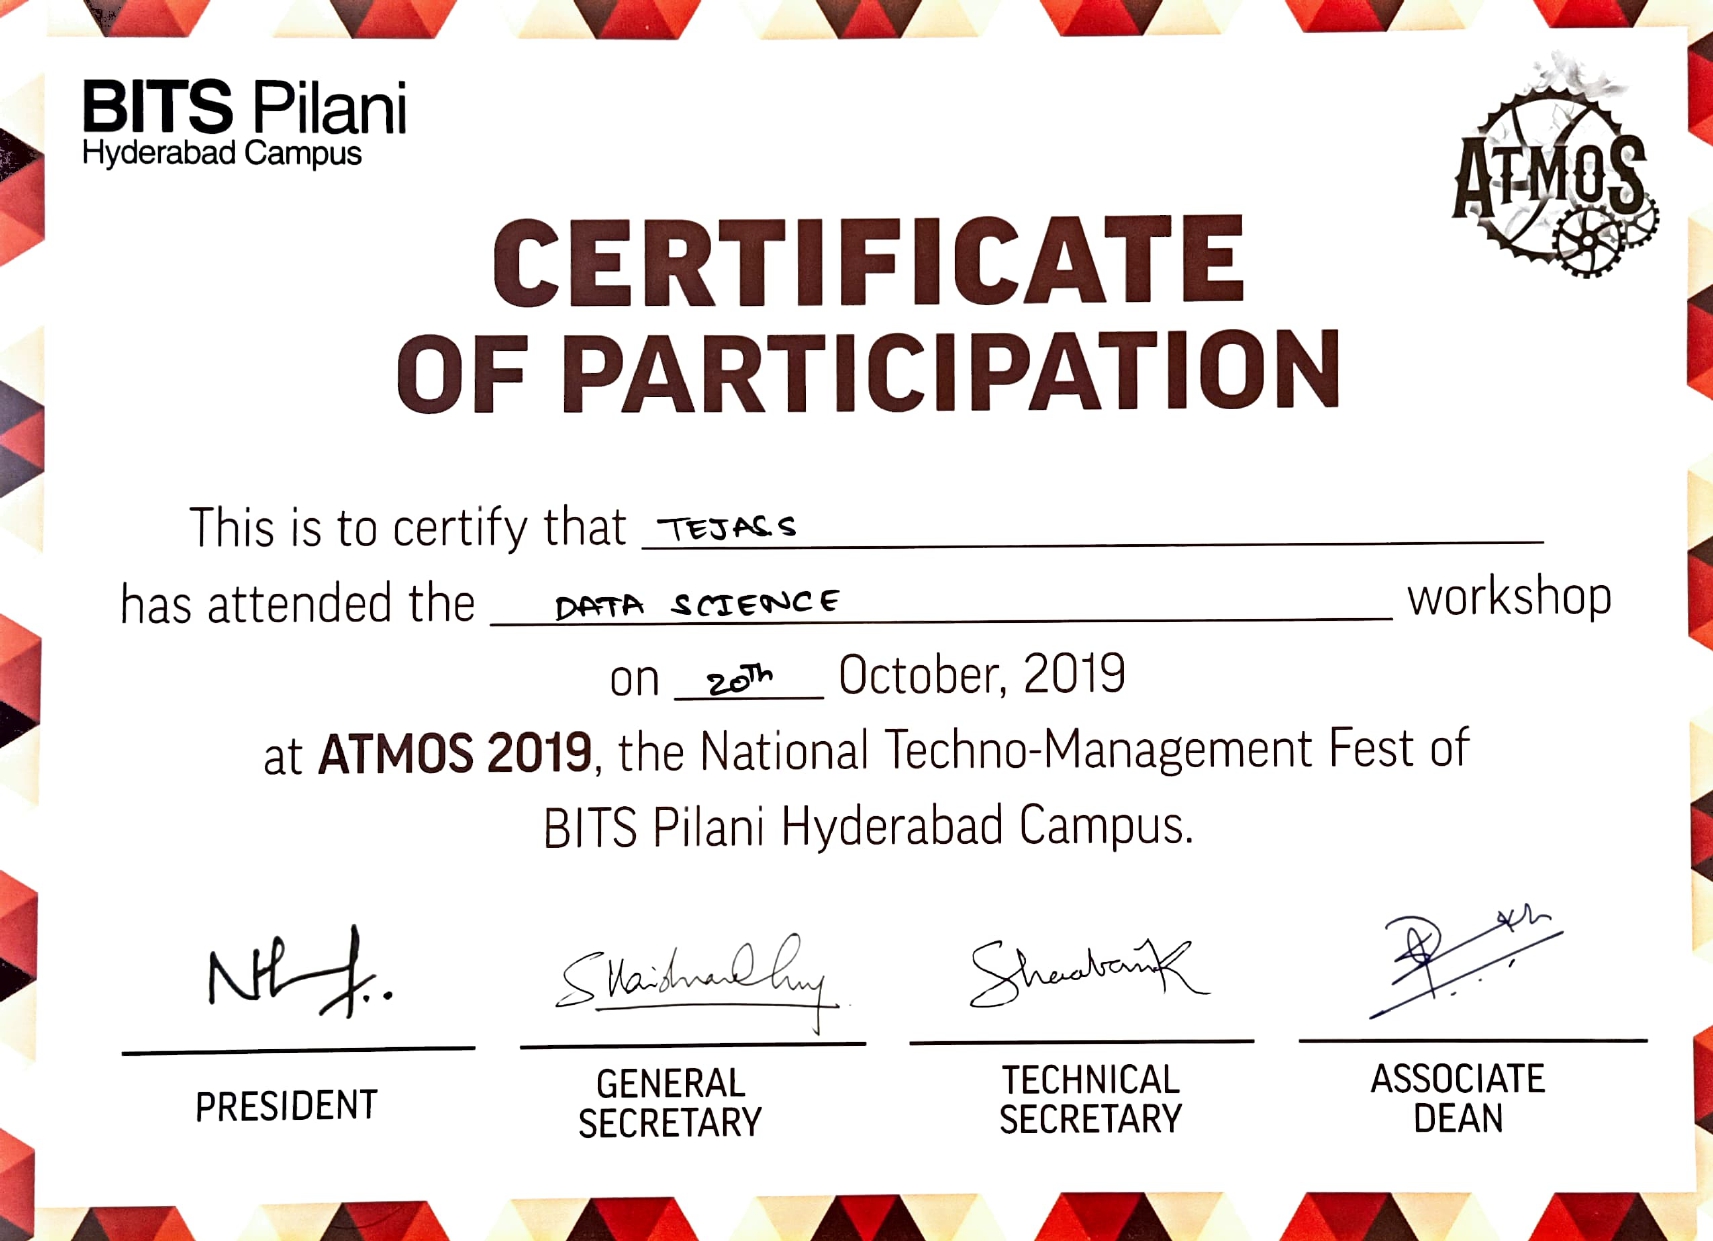 BITS Pilani
Hyderabad Campus
ATMOS
CERTIFICATE
OF PARTICIPATION
This is to certify that TEJAS S
has attended the DATA SCIENCE workshop
on 20Th October, 2019
at ATMOS 2019, the National Techno-Management Fest of
BITS Pilani Hyderabad Campus.
PRESIDENT
GENERAL
SECRETARY
TECHNICAL
SECRETARY
ASSOCIATE
DEAN